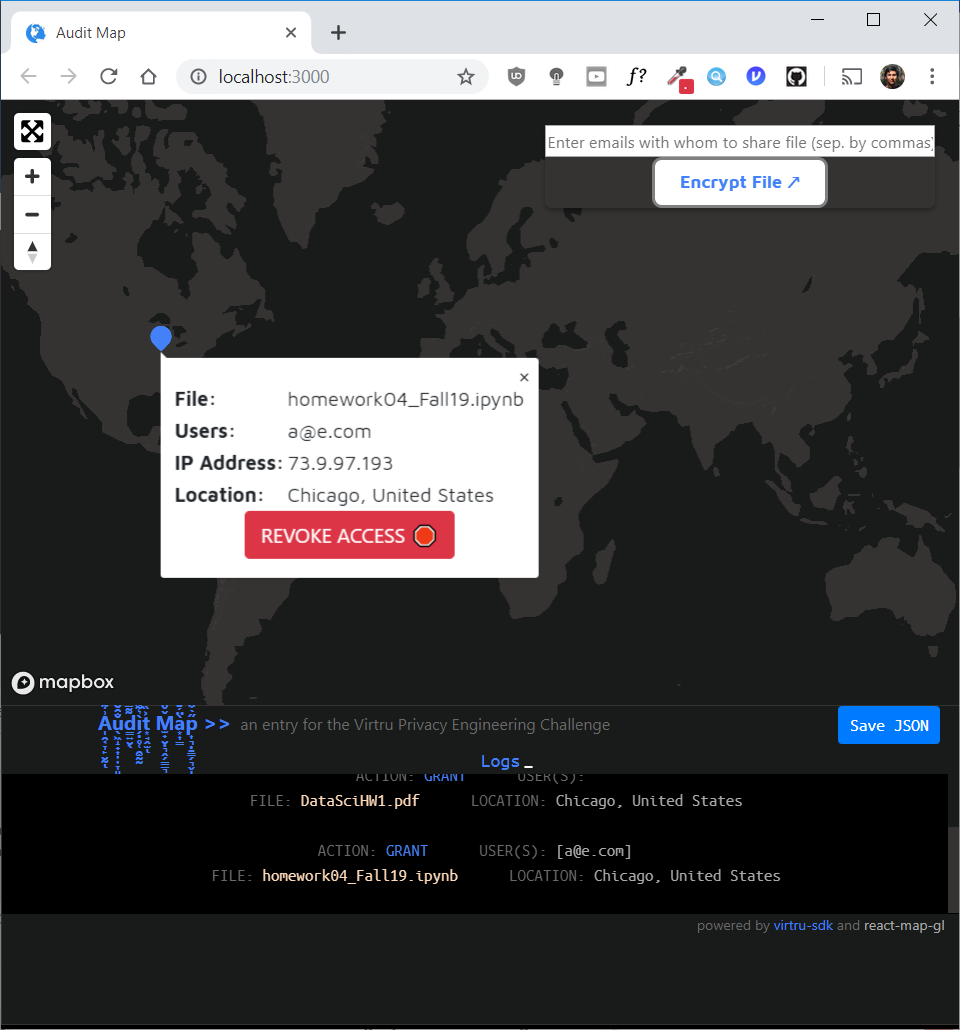 Audit Map
localhost:3000
f?
Enter emails with whom to share file (sep. by commas)
Encrypt File ↗
File: homework04_Fall19.ipynb
Users: a@e.com
IP Address: 73.9.97.193
Location: Chicago, United States
REVOKE ACCESS
mapbox
Audit Map >> an entry for the Virtru Privacy Engineering Challenge
Save JSON
Logs _
ACTION: GRANT USER(S):
FILE: DataSciHW1.pdf LOCATION: Chicago, United States
ACTION: GRANT USER(S): [a@e.com]
FILE: homework04_Fall19.ipynb LOCATION: Chicago, United States
powered by virtru-sdk and react-map-gl